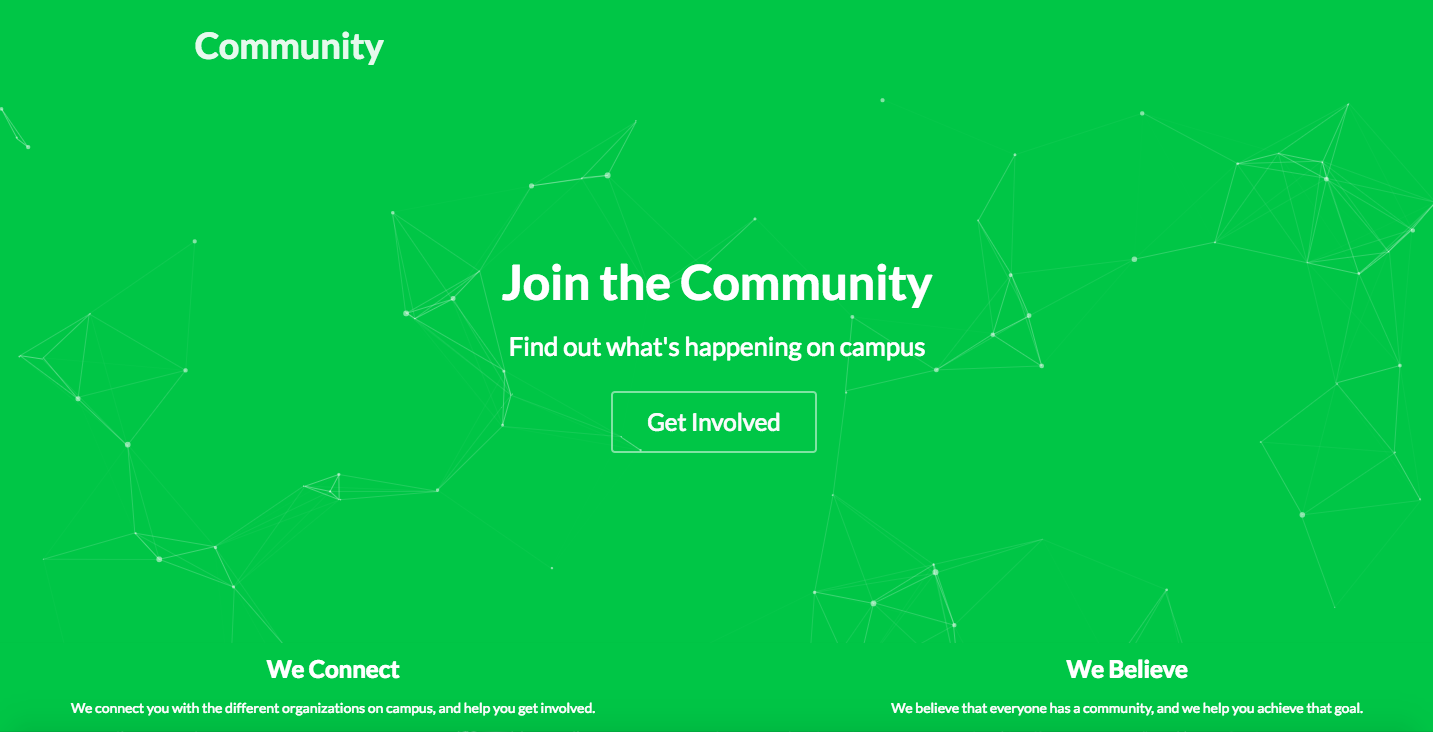 Community
Join the Community
Find out what's happening on campus
Get Involved
We Connect
We connect you with the different organizations on campus, and help you get involved.
We Believe
We believe that everyone has a community, and we help you achieve that goal.